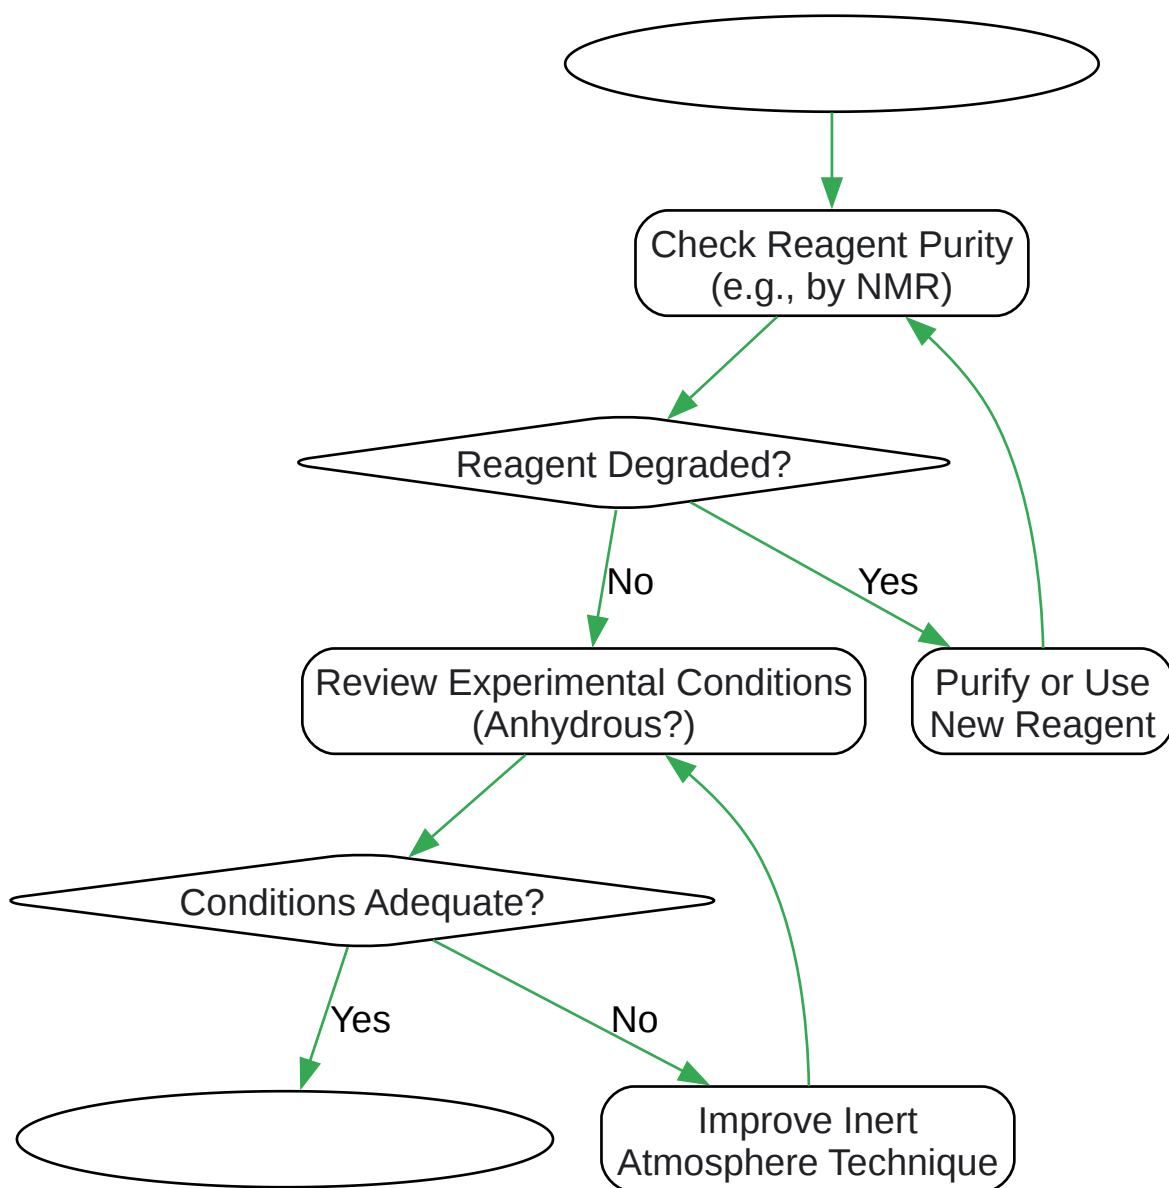 Check Reagent Purity
(e.g., by NMR)
Reagent Degraded?
No
Yes
Review Experimental Conditions
(Anhydrous?)
Purify or Use
New Reagent
Conditions Adequate?
Yes
No
Improve Inert
Atmosphere Technique